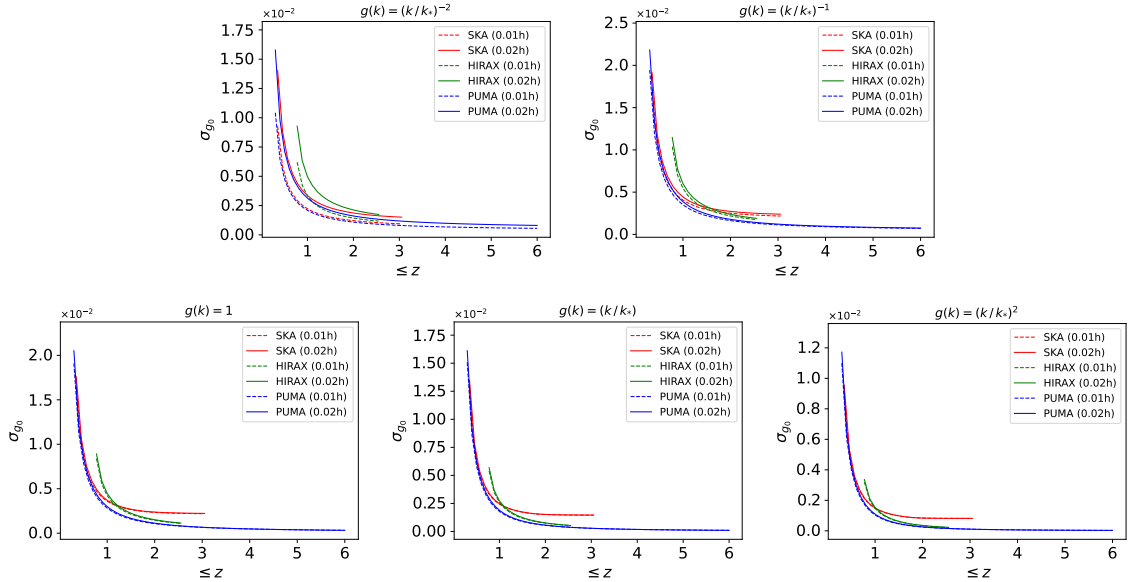 ×10⁻² g(k) = (k/k*)⁻²
1.75
1.50
1.25
1.00
0.75
0.50
0.25
0.00
σg₀
1 2 3 4 5 6
≤ z
SKA (0.01h)
SKA (0.02h)
HIRAX (0.01h)
HIRAX (0.02h)
PUMA (0.01h)
PUMA (0.02h)
×10⁻² g(k) = (k/k*)⁻¹
2.5
2.0
1.5
1.0
0.5
0.0
σg₀
1 2 3 4 5 6
≤ z
SKA (0.01h)
SKA (0.02h)
HIRAX (0.01h)
HIRAX (0.02h)
PUMA (0.01h)
PUMA (0.02h)
×10⁻² g(k) = 1
2.0
1.5
1.0
0.5
0.0
σg₀
1 2 3 4 5 6
≤ z
SKA (0.01h)
SKA (0.02h)
HIRAX (0.01h)
HIRAX (0.02h)
PUMA (0.01h)
PUMA (0.02h)
×10⁻² g(k) = (k/k*)
1.75
1.50
1.25
1.00
0.75
0.50
0.25
0.00
σg₀
1 2 3 4 5 6
≤ z
SKA (0.01h)
SKA (0.02h)
HIRAX (0.01h)
HIRAX (0.02h)
PUMA (0.01h)
PUMA (0.02h)
×10⁻² g(k) = (k/k*)²
1.2
1.0
0.8
0.6
0.4
0.2
0.0
σg₀
1 2 3 4 5 6
≤ z
SKA (0.01h)
SKA (0.02h)
HIRAX (0.01h)
HIRAX (0.02h)
PUMA (0.01h)
PUMA (0.02h)